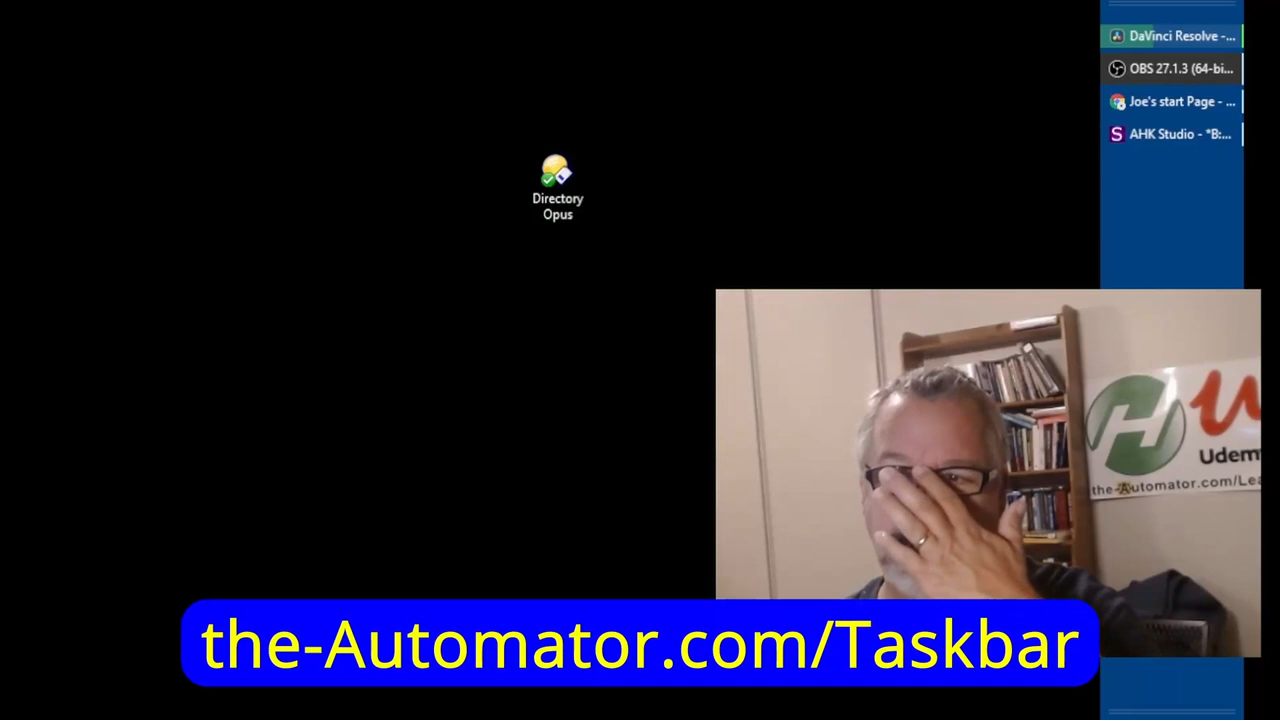 DaVinci Resolve -...
OBS 27.1.3 (64-bi...
Joe's start Page - ...
AHK Studio - *B:...
Directory
Opus
H
Udem
the-Automator.com/Lea
the-Automator.com/Taskbar